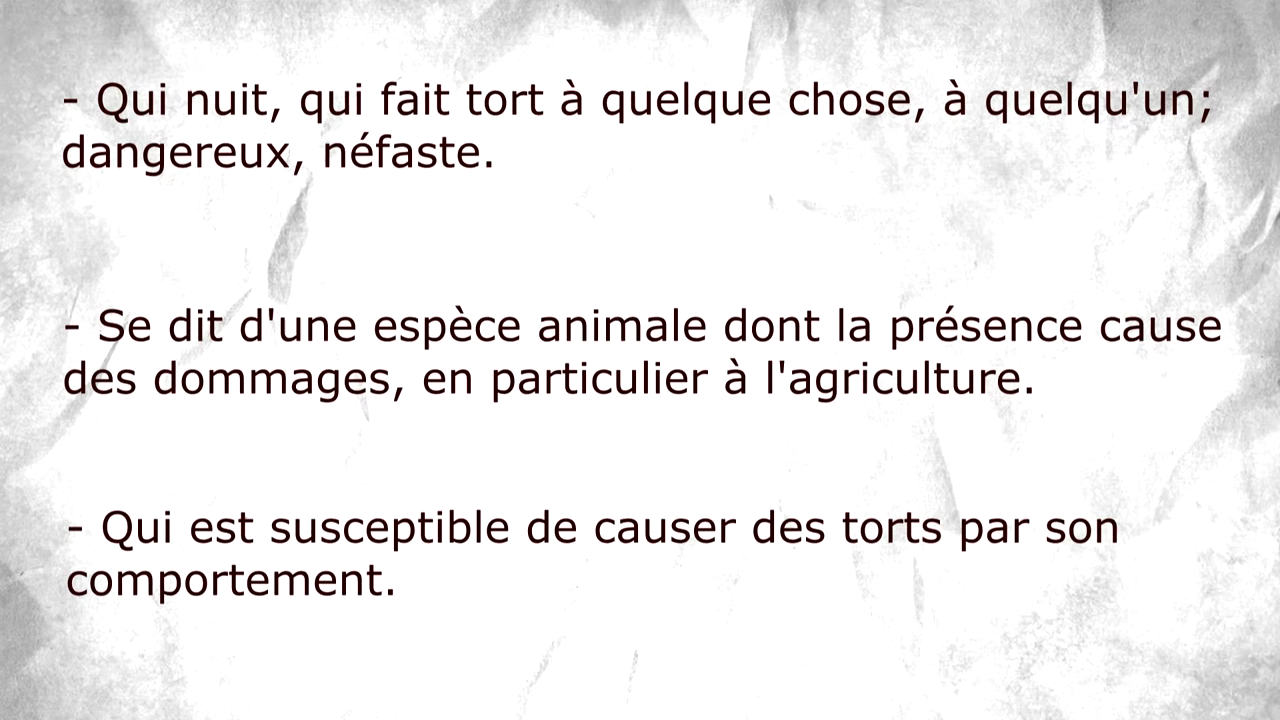 - Qui nuit, qui fait tort à quelque chose, à quelqu'un;
dangereux, néfaste.
- Se dit d'une espèce animale dont la présence cause
des dommages, en particulier à l'agriculture.
- Qui est susceptible de causer des torts par son
comportement.